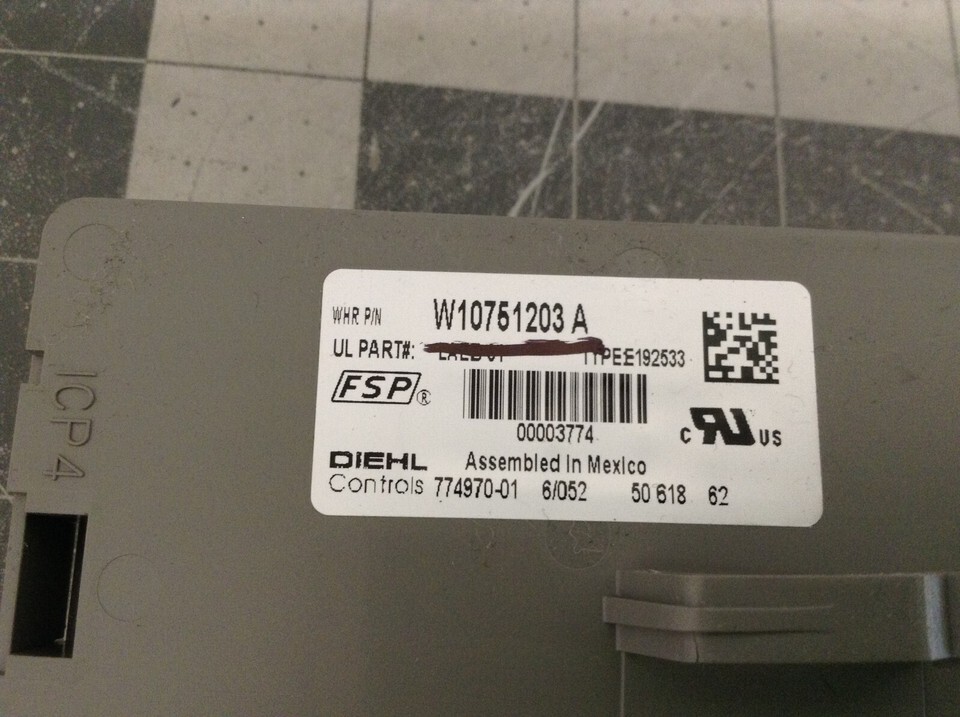 WHR P/N W10751203 A
UL PART#: TYPE:E192533
FSP®
00003774
C RU US
DIEHL Assembled In Mexico
Controls 774970-01 6/052 50 618 62
ICP4